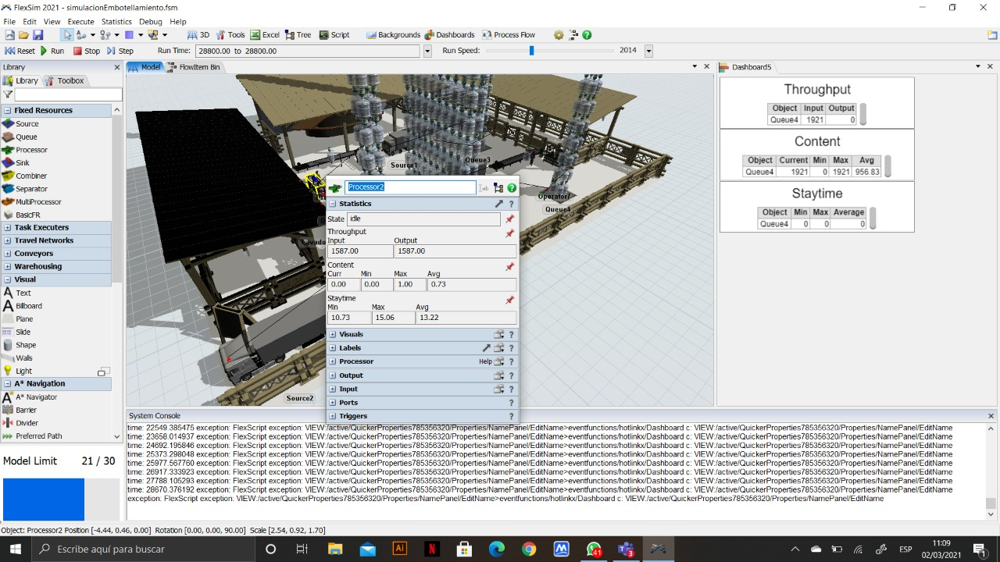 FlexSim 2021 - simulacionEmbotellamiento.fsm
File Edit View Execute Statistics Debug Help
3D Tools Excel Tree Script Backgrounds Dashboards Process Flow
Reset Run Stop Step Run Time: 28800.00 to 28800.00 Run Speed: 2014
Library
Library Toolbox
Fixed Resources
Source
Queue
Processor
Sink
Combiner
Separator
MultiProcessor
BasicFR
Task Executers
Travel Networks
Conveyors
Warehousing
Visual
Text
Billboard
Plane
Slide
Shape
Walls
Light
A* Navigation
A* Navigator
Barrier
Divider
Preferred Path
Model Limit 21 / 30
Model FlowItem Bin
Source1
Queue3
Operator7
Queue4
Source2
Processor2
Statistics
State idle
Throughput
Input Output
1587.00 1587.00
Content
Curr Min Max Avg
0.00 0.00 1.00 0.73
Staytime
Min Max Avg
10.73 15.06 13.22
Visuals
Labels
Processor Help
Output
Input
Ports
Triggers
Dashboard5
Throughput
Object Input Output
Queue4 1921 0
Content
Object Current Min Max Avg
Queue4 1921 0 1921 956.83
Staytime
Object Min Max Average
Queue4 0 0 0
System Console
time: 22549.385475 exception: FlexScript exception: VIEW:/active/QuickerProperties785356320/Properties/NamePanel/EditName>eventfunctions/hotlinkx/Dashboard c: VIEW:/active/QuickerProperties785356320/Properties/NamePanel/EditName
time: 23658.014937 exception: FlexScript exception: VIEW:/active/QuickerProperties785356320/Properties/NamePanel/EditName>eventfunctions/hotlinkx/Dashboard c: VIEW:/active/QuickerProperties785356320/Properties/NamePanel/EditName
time: 24692.195846 exception: FlexScript exception: VIEW:/active/QuickerProperties785356320/Properties/NamePanel/EditName>eventfunctions/hotlinkx/Dashboard c: VIEW:/active/QuickerProperties785356320/Properties/NamePanel/EditName
time: 25373.298048 exception: FlexScript exception: VIEW:/active/QuickerProperties785356320/Properties/NamePanel/EditName>eventfunctions/hotlinkx/Dashboard c: VIEW:/active/QuickerProperties785356320/Properties/NamePanel/EditName
time: 25977.567760 exception: FlexScript exception: VIEW:/active/QuickerProperties785356320/Properties/NamePanel/EditName>eventfunctions/hotlinkx/Dashboard c: VIEW:/active/QuickerProperties785356320/Properties/NamePanel/EditName
time: 26917.333923 exception: FlexScript exception: VIEW:/active/QuickerProperties785356320/Properties/NamePanel/EditName>eventfunctions/hotlinkx/Dashboard c: VIEW:/active/QuickerProperties785356320/Properties/NamePanel/EditName
time: 27788.105293 exception: FlexScript exception: VIEW:/active/QuickerProperties785356320/Properties/NamePanel/EditName>eventfunctions/hotlinkx/Dashboard c: VIEW:/active/QuickerProperties785356320/Properties/NamePanel/EditName
time: 28670.376192 exception: FlexScript exception: VIEW:/active/QuickerProperties785356320/Properties/NamePanel/EditName>eventfunctions/hotlinkx/Dashboard c: VIEW:/active/QuickerProperties785356320/Properties/NamePanel/EditName
exception: FlexScript exception: VIEW:/active/QuickerProperties785356320/Properties/NamePanel/EditName>eventfunctions/hotlinkx/Dashboard c: VIEW:/active/QuickerProperties785356320/Properties/NamePanel/EditName
Object: Processor2 Position [-4.44, 0.46, 0.00] Rotation [0.00, 0.00, 90.00] Scale [2.54, 0.92, 1.70]
Escribe aquí para buscar
Ai
N
41
3
ESP
11:09
02/03/2021
1